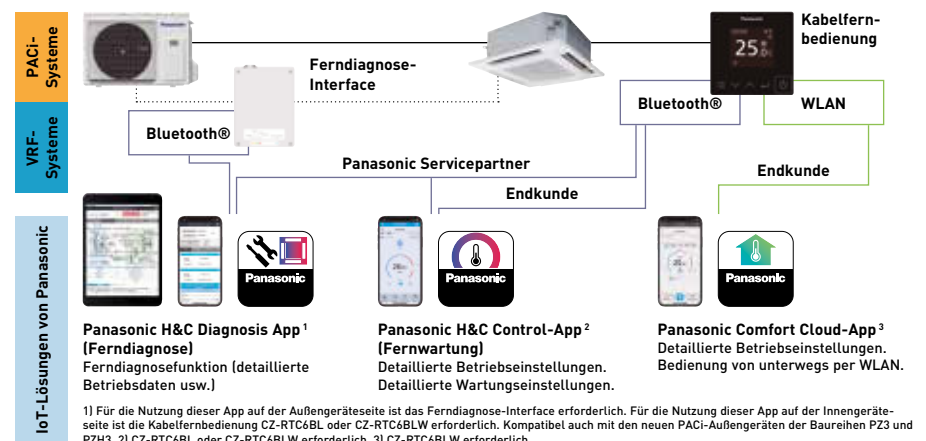 PACi-
Systeme
VRF-
Systeme
IoT-Lösungen von Panasonic
Panasonic
Panasonic
25
Kabelfern-
bedienung
Ferndiagnose-
Interface
Bluetooth®
Bluetooth®
WLAN
Panasonic Servicepartner
Endkunde
Endkunde
Panasonic
Panasonic
Panasonic
Panasonic H&C Diagnosis App ¹
(Ferndiagnose)
Ferndiagnosefunktion (detaillierte
Betriebsdaten usw.)
Panasonic H&C Control-App ²
(Fernwartung)
Detaillierte Betriebseinstellungen.
Detaillierte Wartungseinstellungen.
Panasonic Comfort Cloud-App ³
Detaillierte Betriebseinstellungen.
Bedienung von unterwegs per WLAN.
1) Für die Nutzung dieser App auf der Außengeräteseite ist das Ferndiagnose-Interface erforderlich. Für die Nutzung dieser App auf der Innengeräte-
seite ist die Kabelfernbedienung CZ-RTC6BL oder CZ-RTC6BLW erforderlich. Kompatibel auch mit den neuen PACi-Außengeräten der Baureihen PZ3 und
PZH3. 2) CZ-RTC6BL oder CZ-RTC6BLW erforderlich. 3) CZ-RTC6BLW erforderlich.